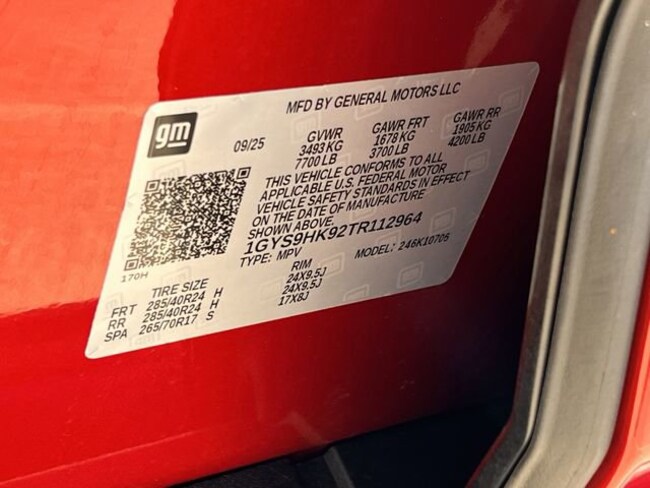 MFD BY GENERAL MOTORS LLC
gm
09/25 GVWR GAWR FRT GAWR RR
3493 KG 1678 KG 1905 KG
7700 LB 3700 LB 4200 LB
THIS VEHICLE CONFORMS TO ALL
APPLICABLE U.S. FEDERAL MOTOR
VEHICLE SAFETY STANDARDS IN EFFECT
ON THE DATE OF MANUFACTURE
SHOWN ABOVE.
1GYS9HK92TR112964
TYPE: MPV MODEL: 246K10706
170H
TIRE SIZE RIM
FRT 285/40R24 H 24X9.5J
RR 285/40R24 H 24X9.5J
SPA 265/70R17 S 17X8J